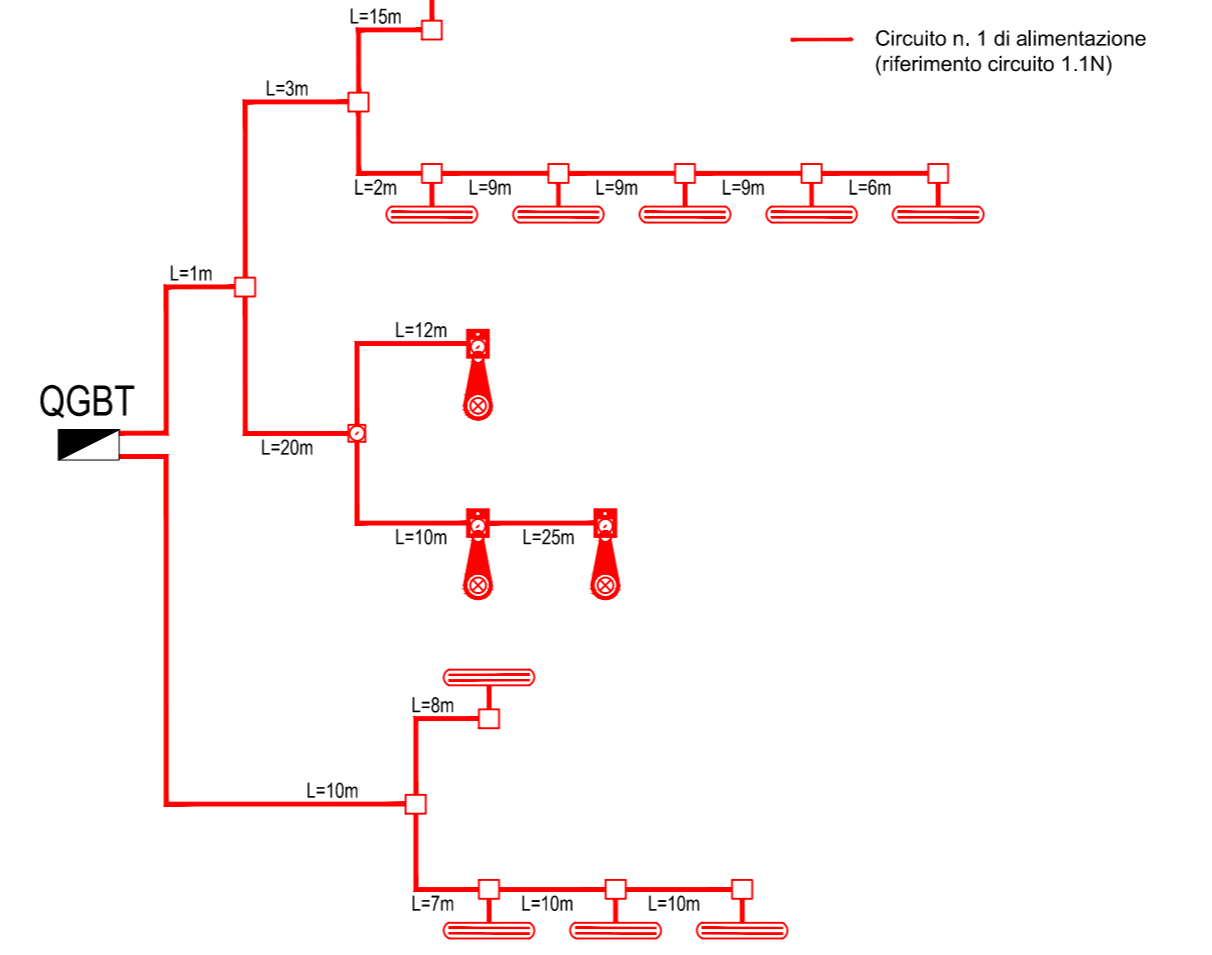 L=15m
Circuito n. 1 di alimentazione
(riferimento circuito 1.1N)
L=3m
L=2m
L=9m
L=9m
L=9m
L=6m
L=1m
L=12m
QGBT
L=20m
L=10m
L=25m
L=8m
L=10m
L=7m
L=10m
L=10m